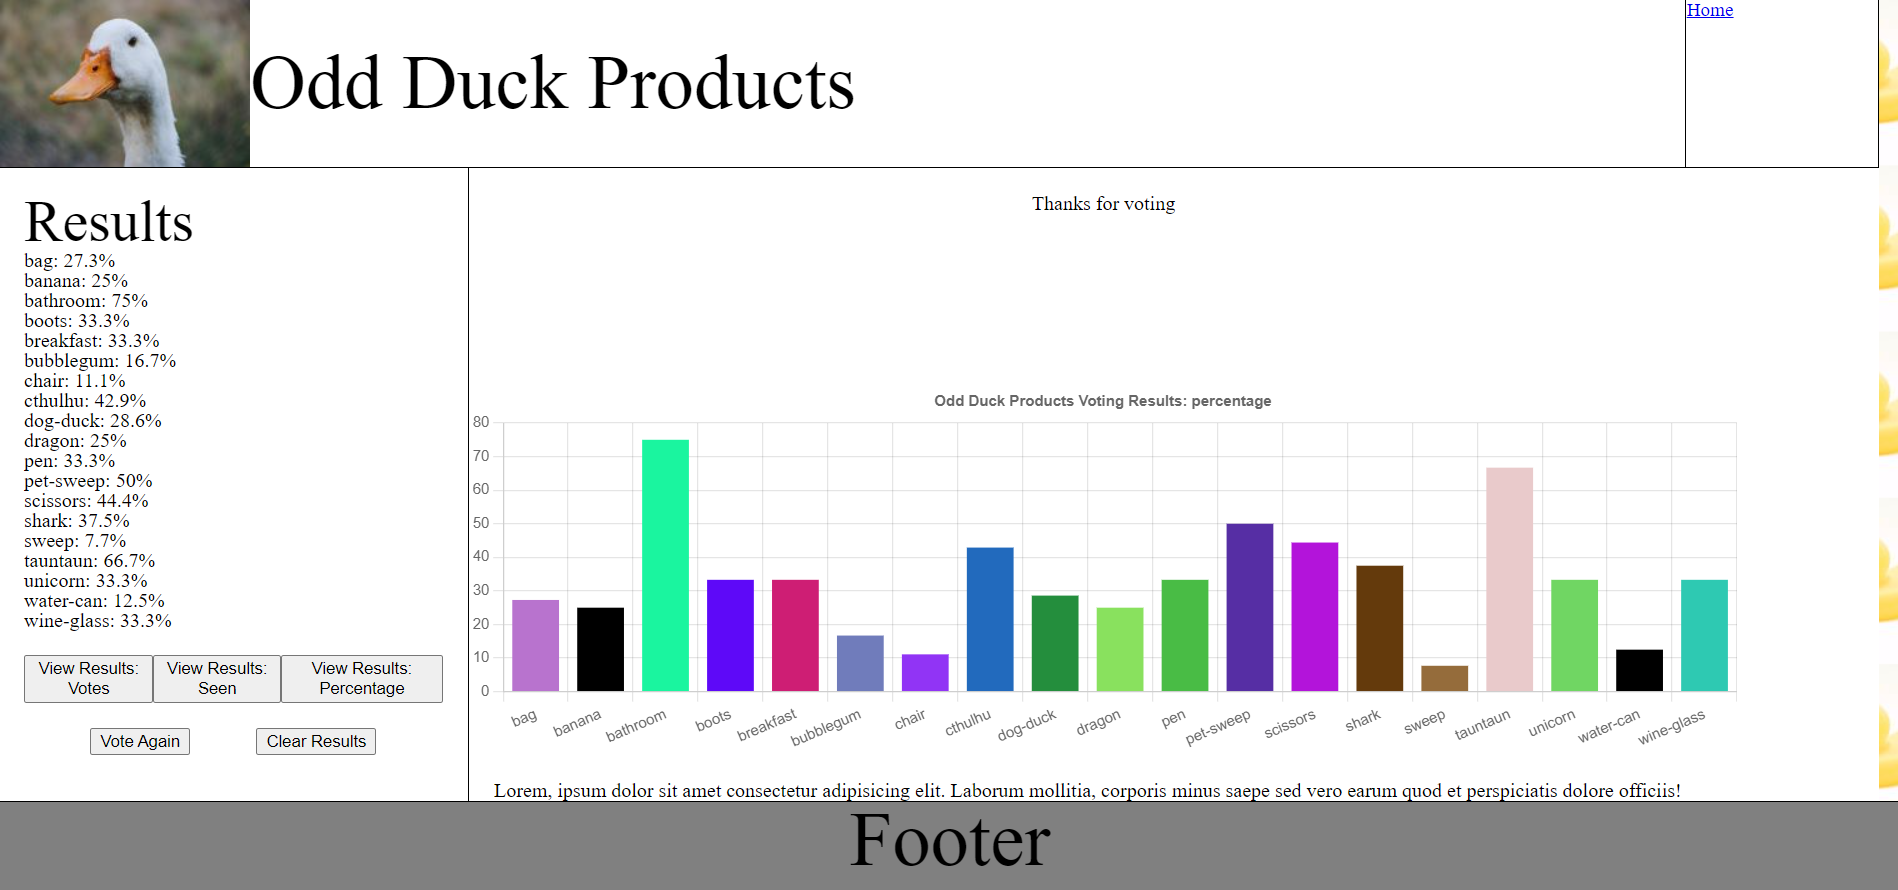 Odd Duck Products
Home
Results
bag: 27.3%
banana: 25%
bathroom: 75%
boots: 33.3%
breakfast: 33.3%
bubblegum: 16.7%
chair: 11.1%
cthulhu: 42.9%
dog-duck: 28.6%
dragon: 25%
pen: 33.3%
pet-sweep: 50%
scissors: 44.4%
shark: 37.5%
sweep: 7.7%
tauntaun: 66.7%
unicorn: 33.3%
water-can: 12.5%
wine-glass: 33.3%
View Results:
Votes
View Results:
Seen
View Results:
Percentage
Vote Again
Clear Results
Thanks for voting
Odd Duck Products Voting Results: percentage
80
70
60
50
40
30
20
10
0
bag
banana
bathroom
boots
breakfast
bubblegum
chair
cthulhu
dog-duck
dragon
pen
pet-sweep
scissors
shark
sweep
tauntaun
unicorn
water-can
wine-glass
Lorem, ipsum dolor sit amet consectetur adipisicing elit. Laborum mollitia, corporis minus saepe sed vero earum quod et perspiciatis dolore officiis!
Footer